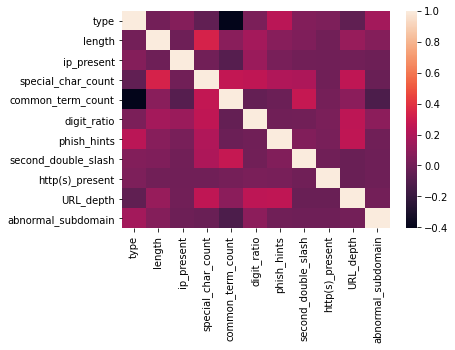 type
length
ip_present
special_char_count
common_term_count
digit_ratio
phish_hints
second_double_slash
http(s)_present
URL_depth
abnormal_subdomain
type
length
ip_present
special_char_count
common_term_count
digit_ratio
phish_hints
second_double_slash
http(s)_present
URL_depth
abnormal_subdomain
1.0
0.8
0.6
0.4
0.2
0.0
−0.2
−0.4